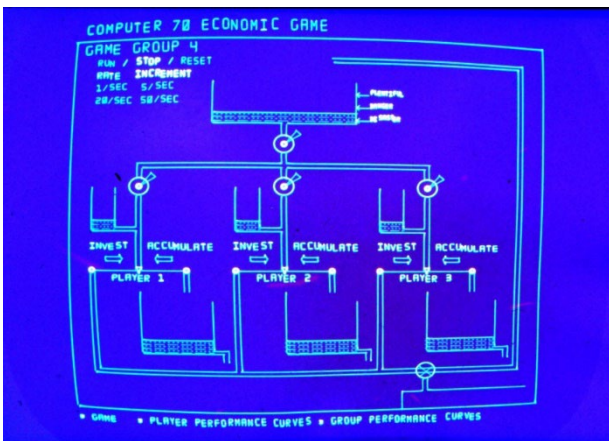 COMPUTER 70 ECONOMIC GAME
GAME GROUP 4
RUN / STOP / RESET
RATE INCREMENT
1/SEC 5/SEC
20/SEC 50/SEC
PLENTIFUL
DANGER
INVEST ACCUMULATE INVEST ACCUMULATE INVEST ACCUMULATE
PLAYER 1 PLAYER 2 PLAYER 3
* GAME * PLAYER PERFORMANCE CURVES * GROUP PERFORMANCE CURVES